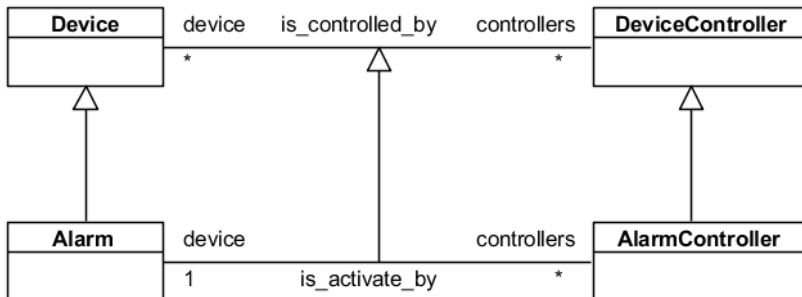 Device device is_controlled_by controllers DeviceController
* *
Alarm device controllers AlarmController
1 is_activate_by *